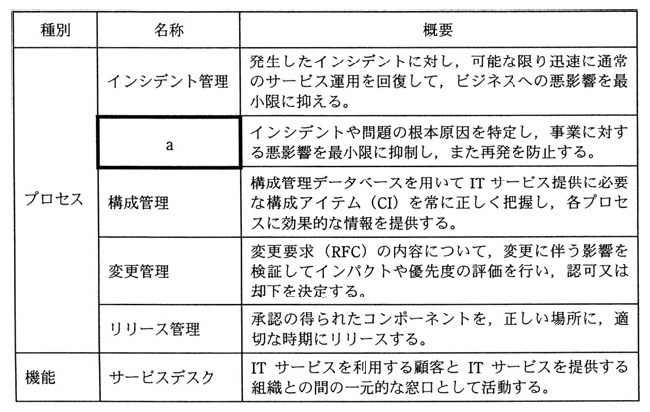 種別 名称 概要
プロセス
インシデント管理
発生したインシデントに対し，可能な限り迅速に通常
のサービス運用を回復して，ビジネスへの悪影響を最
小限に抑える。
a
インシデントや問題の根本原因を特定し，事業に対す
る悪影響を最小限に抑制し，また再発を防止する。
構成管理
構成管理データベースを用いて IT サービス提供に必要
な構成アイテム（CI）を常に正しく把握し，各プロセ
スに効果的な情報を提供する。
変更管理
変更要求（RFC）の内容について，変更に伴う影響を
検証してインパクトや優先度の評価を行い，認可又は
却下を決定する。
リリース管理
承認の得られたコンポーネントを，正しい場所に，適
切な時期にリリースする。
機能
サービスデスク
IT サービスを利用する顧客と IT サービスを提供する
組織との間の一元的な窓口として活動する。